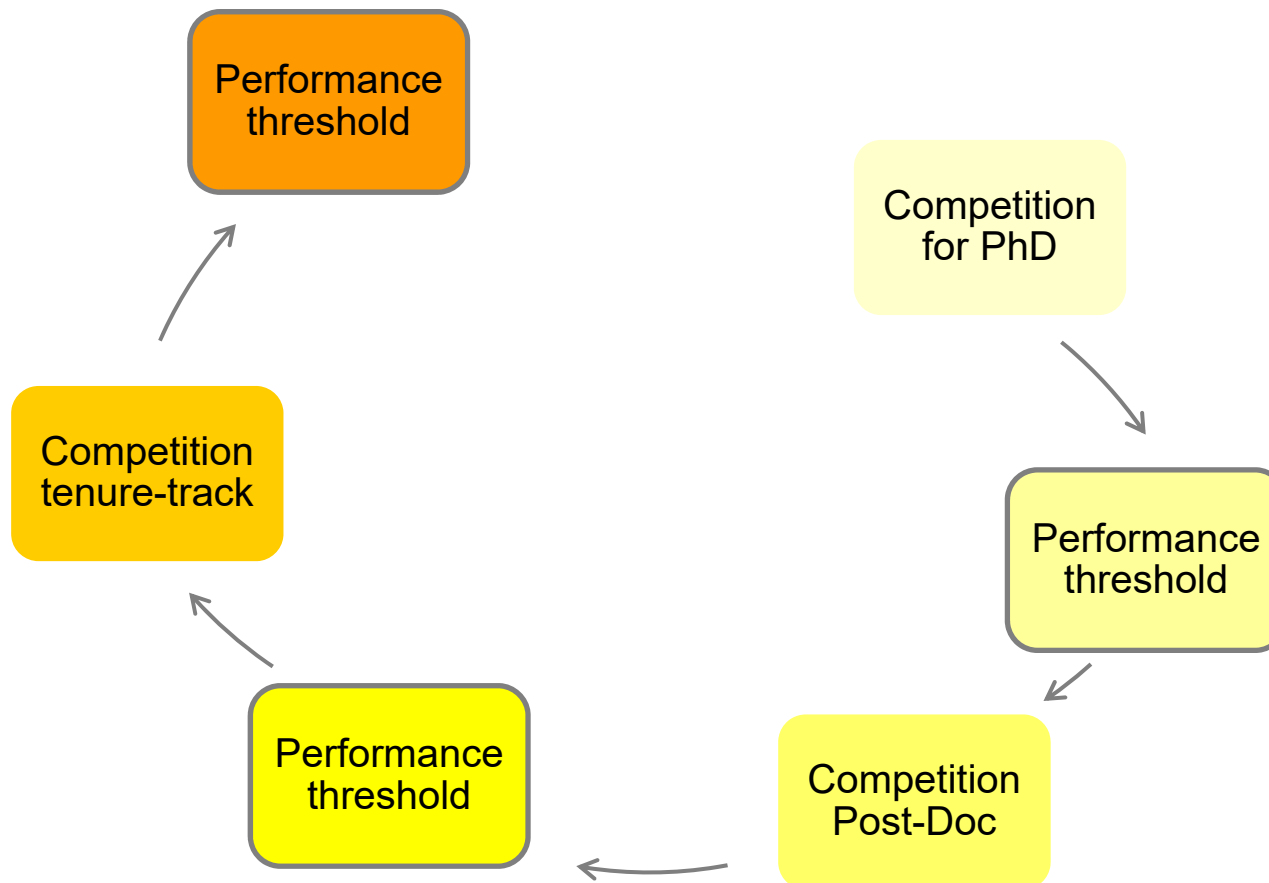 Performance
threshold
Competition
for PhD
Competition
tenure-track
Performance
threshold
Performance
threshold
Competition
Post-Doc